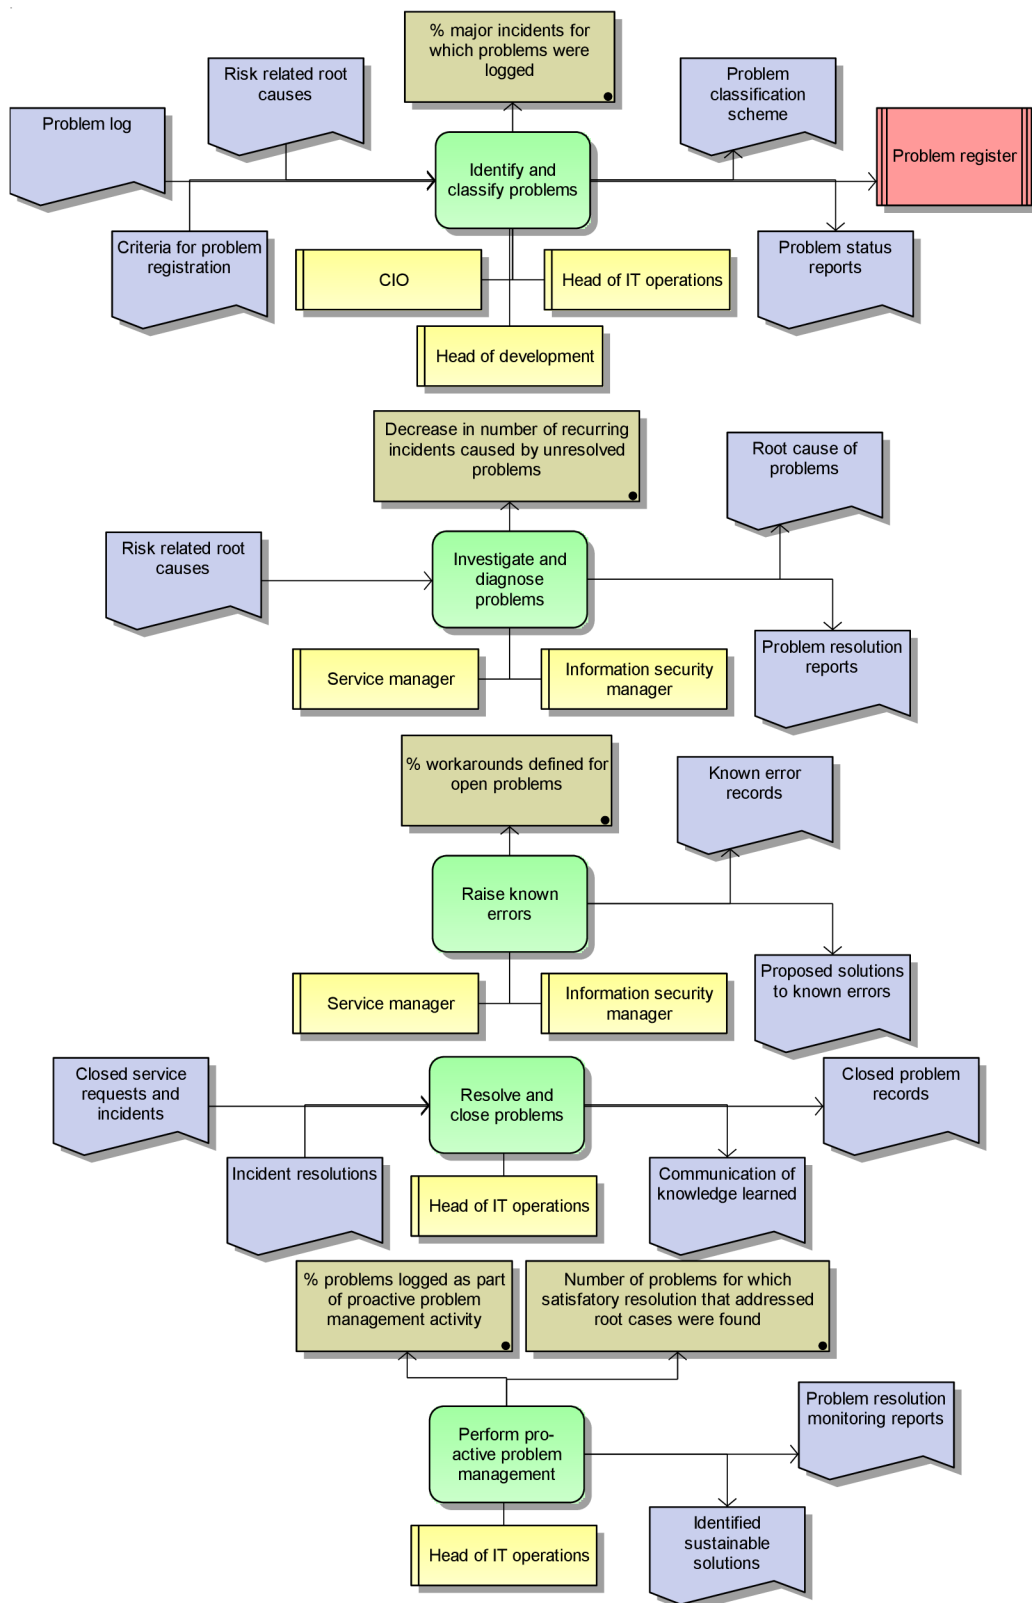 % major incidents for
which problems were
logged
Risk related root
causes
Problem
classification
scheme
Problem log
Problem register
Identify and
classify problems
Criteria for problem
registration
Problem status
reports
CIO
Head of IT operations
Head of development
Decrease in number of recurring
incidents caused by unresolved
problems
Root cause of
problems
Risk related root
causes
Investigate and
diagnose
problems
Problem resolution
reports
Service manager
Information security
manager
% workarounds defined for
open problems
Known error
records
Raise known
errors
Proposed solutions
to known errors
Service manager
Information security
manager
Closed service
requests and
incidents
Resolve and
close problems
Closed problem
records
Incident resolutions
Communication of
knowledge learned
Head of IT operations
% problems logged as part
of proactive problem
management activity
Number of problems for which
satisfatory resolution that addressed
root cases were found
Problem resolution
monitoring reports
Perform pro-
active problem
management
Identified
sustainable
solutions
Head of IT operations